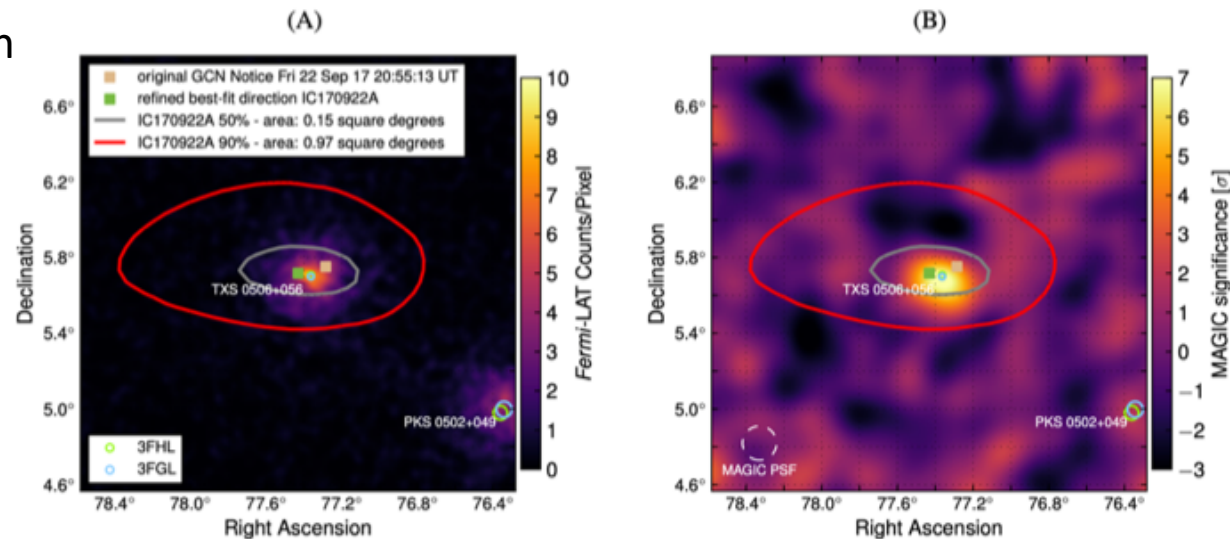 n
(A)
original GCN Notice Fri 22 Sep 17 20:55:13 UT
refined best-fit direction IC170922A
IC170922A 50% - area: 0.15 square degrees
IC170922A 90% - area: 0.97 square degrees
6.6°
6.2°
5.8°
5.4°
5.0°
4.6°
Declination
TXS 0506+056
PKS 0502+049
3FHL
3FGL
78.4°
78.0°
77.6°
77.2°
76.8°
76.4°
Right Ascension
10
9
8
7
6
5
4
3
2
1
0
Fermi-LAT Counts/Pixel
(B)
6.6°
6.2°
5.8°
5.4°
5.0°
4.6°
Declination
TXS 0506+056
PKS 0502+049
MAGIC PSF
78.4°
78.0°
77.6°
77.2°
76.8°
76.4°
Right Ascension
7
6
5
4
3
2
1
0
−1
−2
−3
MAGIC significance [σ]